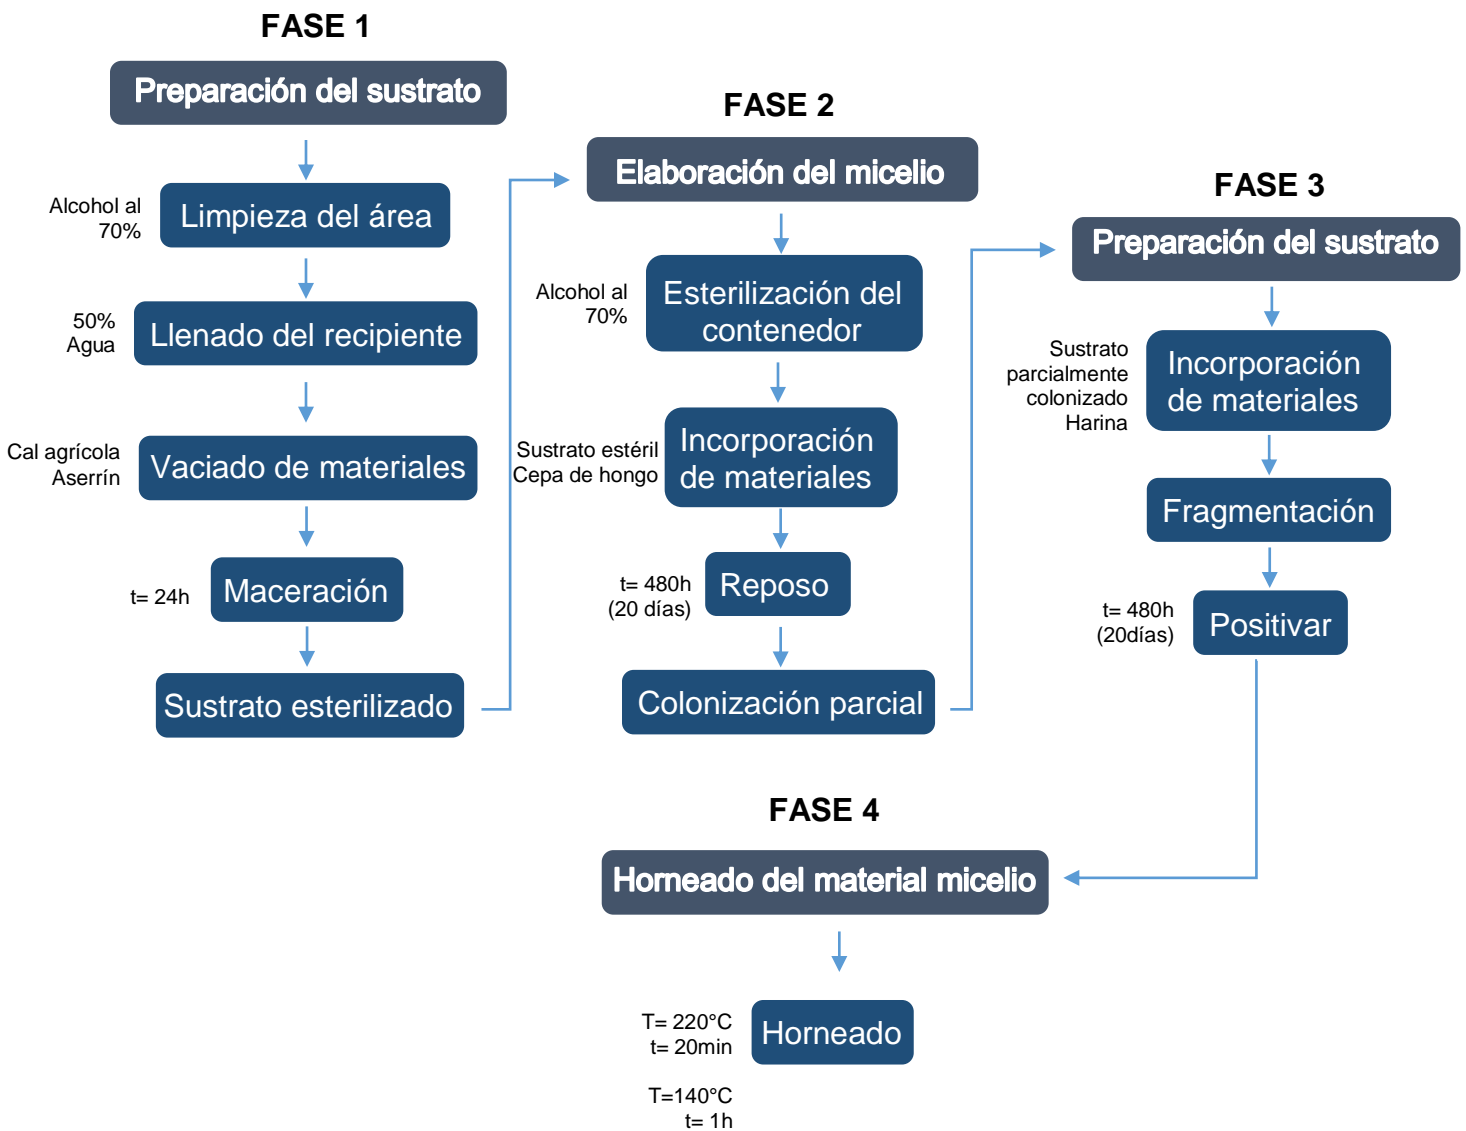 FASE 1
Preparación del sustrato
Alcohol al
70%
Limpieza del área
50%
Agua
Llenado del recipiente
Cal agrícola
Aserrín
Vaciado de materiales
t= 24h
Maceración
Sustrato esterilizado
FASE 2
Elaboración del micelio
Alcohol al
70%
Esterilización del
contenedor
Sustrato estéril
Cepa de hongo
Incorporación
de materiales
t= 480h
(20 días)
Reposo
Colonización parcial
FASE 3
Preparación del sustrato
Sustrato
parcialmente
colonizado
Harina
Incorporación
de materiales
Fragmentación
t= 480h
(20días)
Positivar
FASE 4
Horneado del material micelio
T= 220°C
t= 20min
Horneado
T=140°C
t= 1h